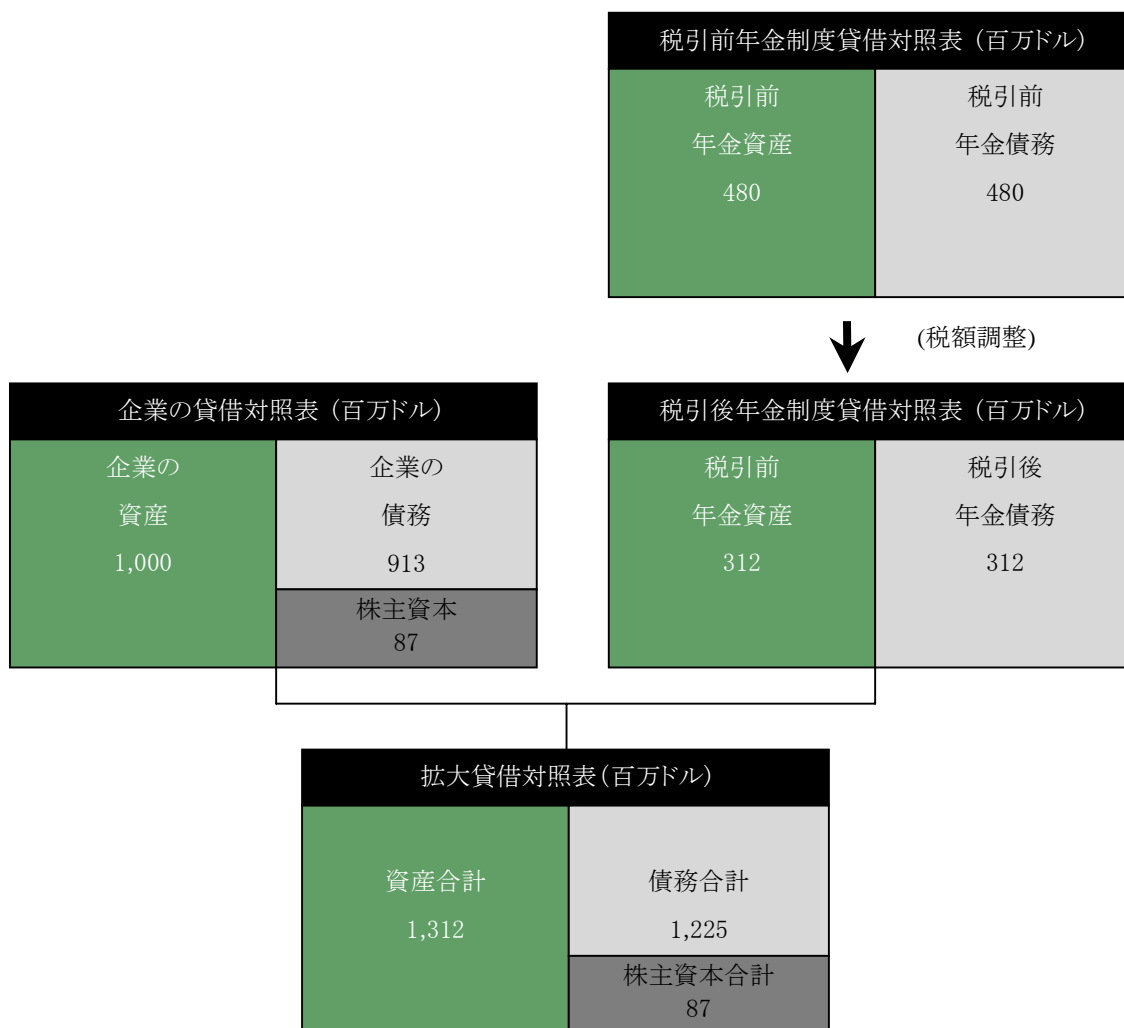 税引前年金制度貸借対照表 (百万ドル)
税引前
年金資産
480
税引前
年金債務
480
(税額調整)
企業の貸借対照表 (百万ドル)
企業の
資産
1,000
企業の
債務
913
株主資本
87
税引後年金制度貸借対照表 (百万ドル)
税引前
年金資産
312
税引後
年金債務
312
拡大貸借対照表(百万ドル)
資産合計
1,312
債務合計
1,225
株主資本合計
87